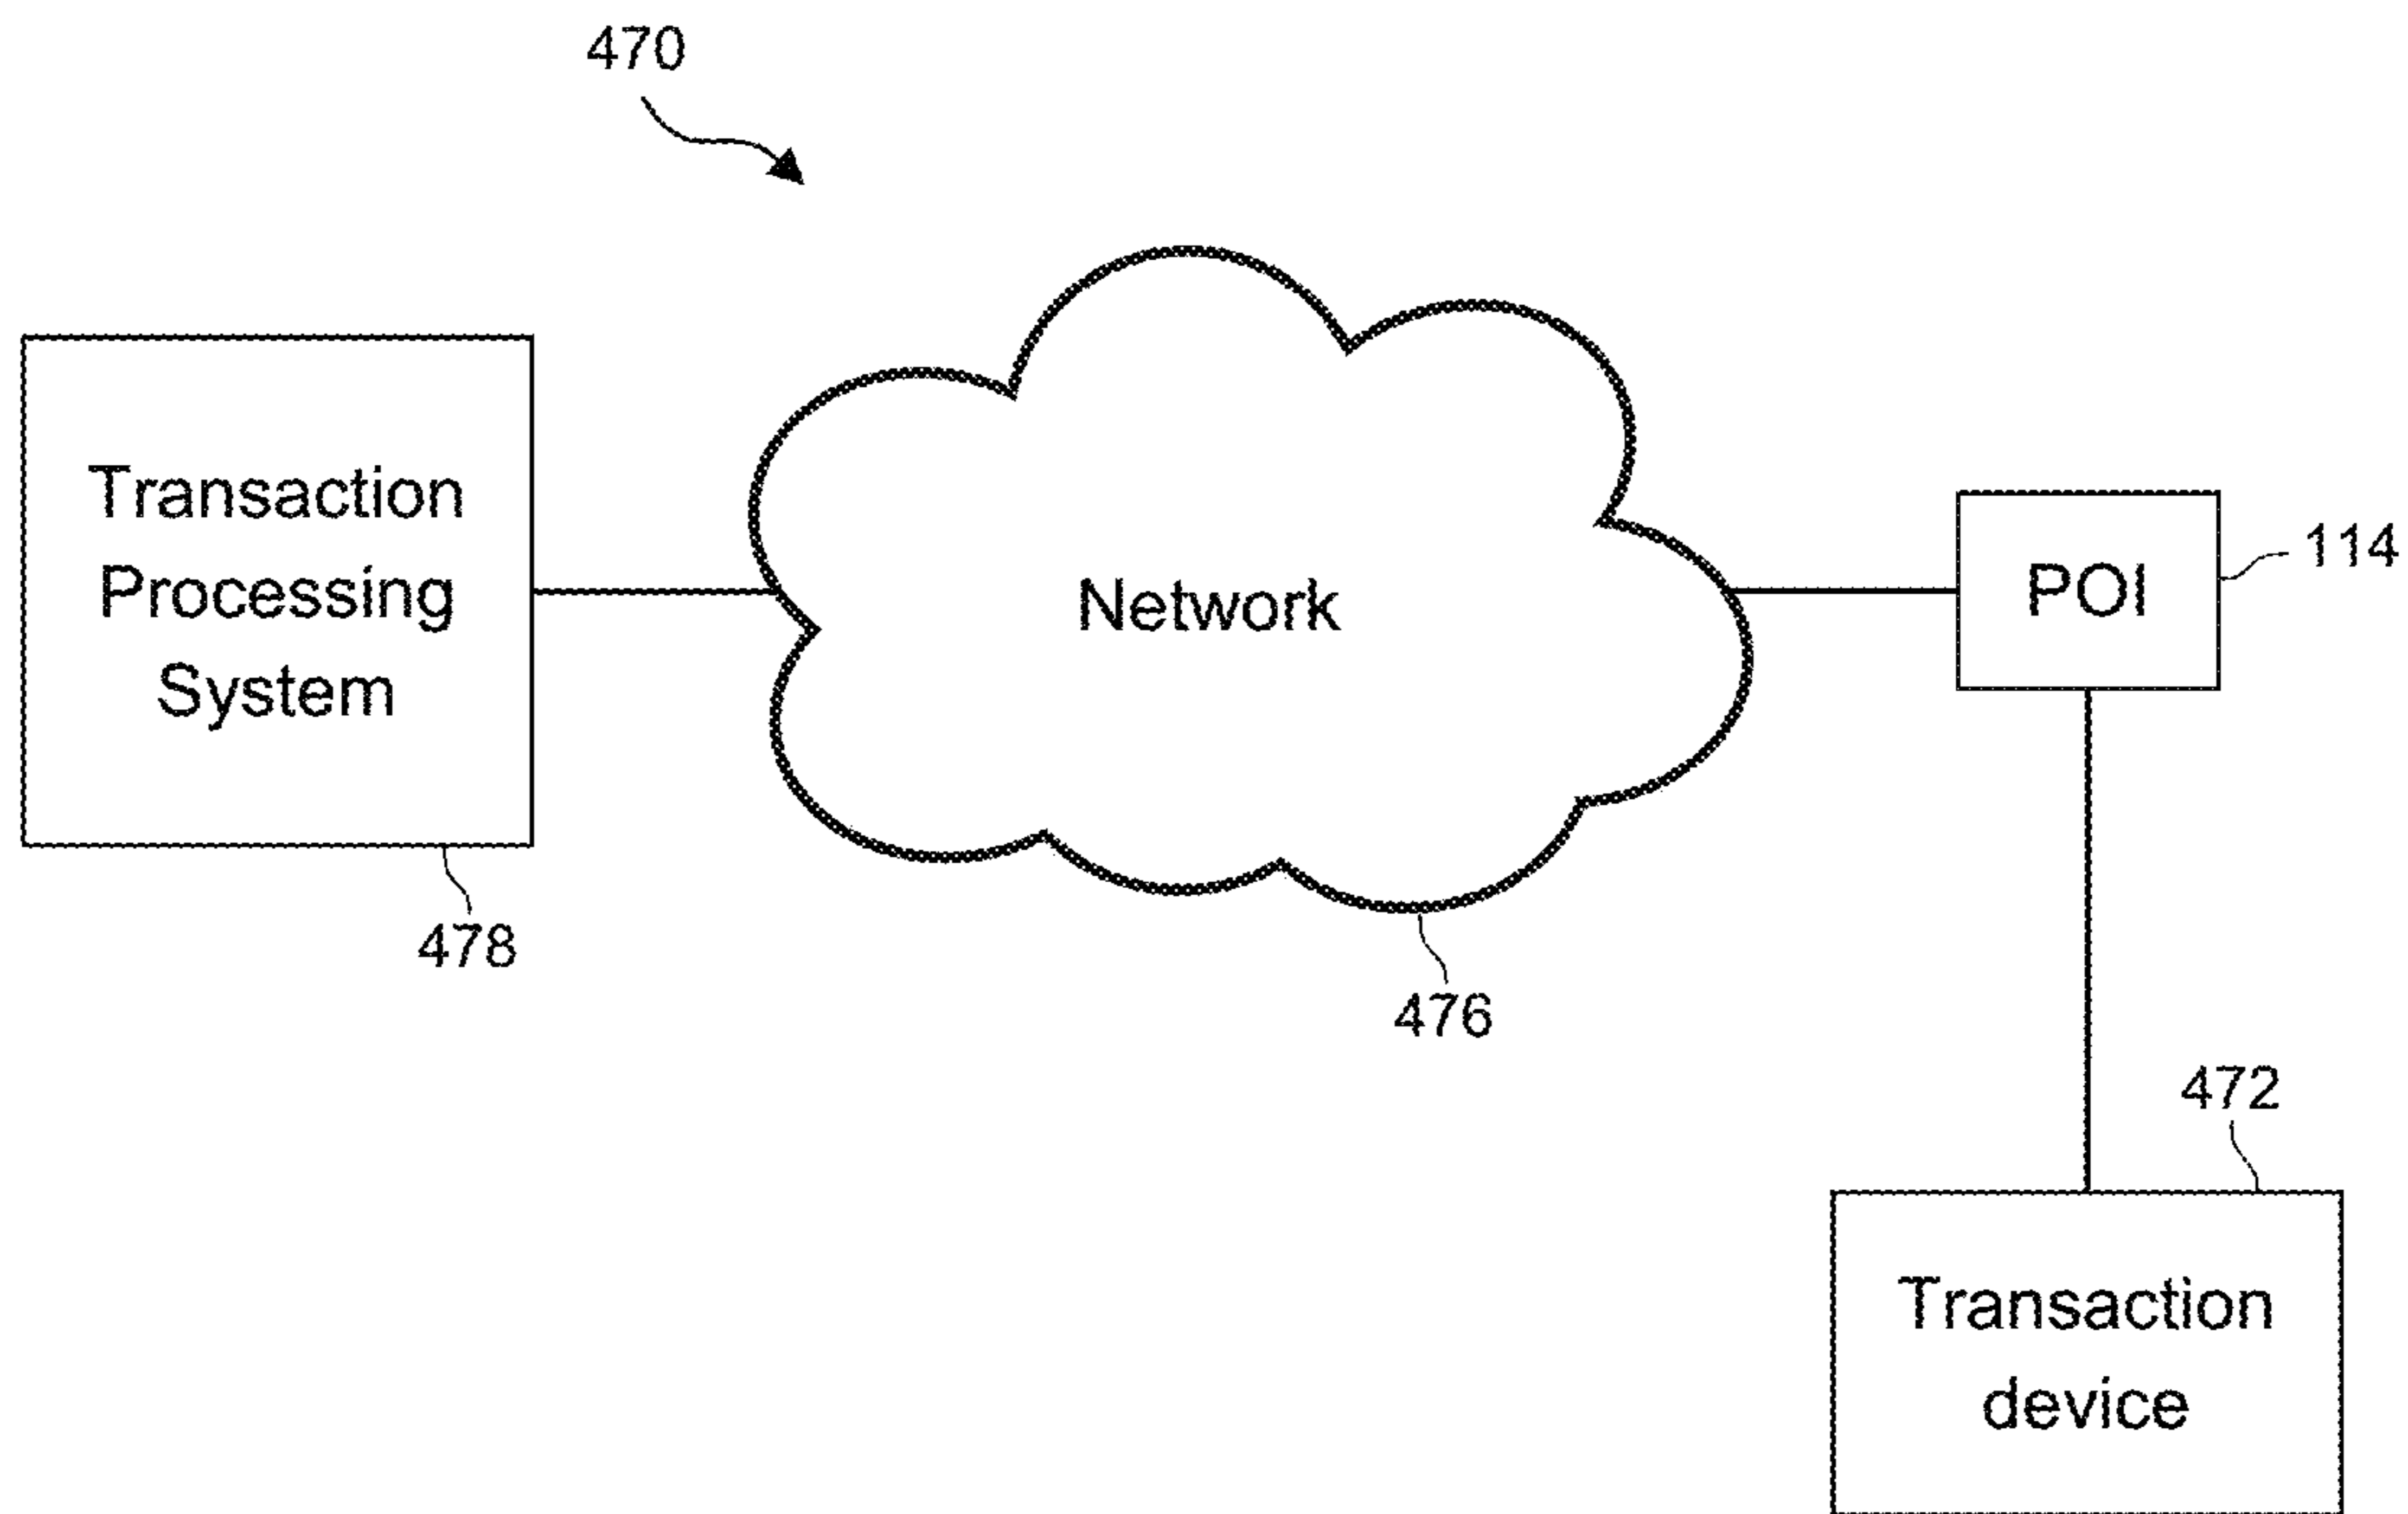 470
Transaction
Processing
System
Network
POI
114
478
476
472
Transaction
device